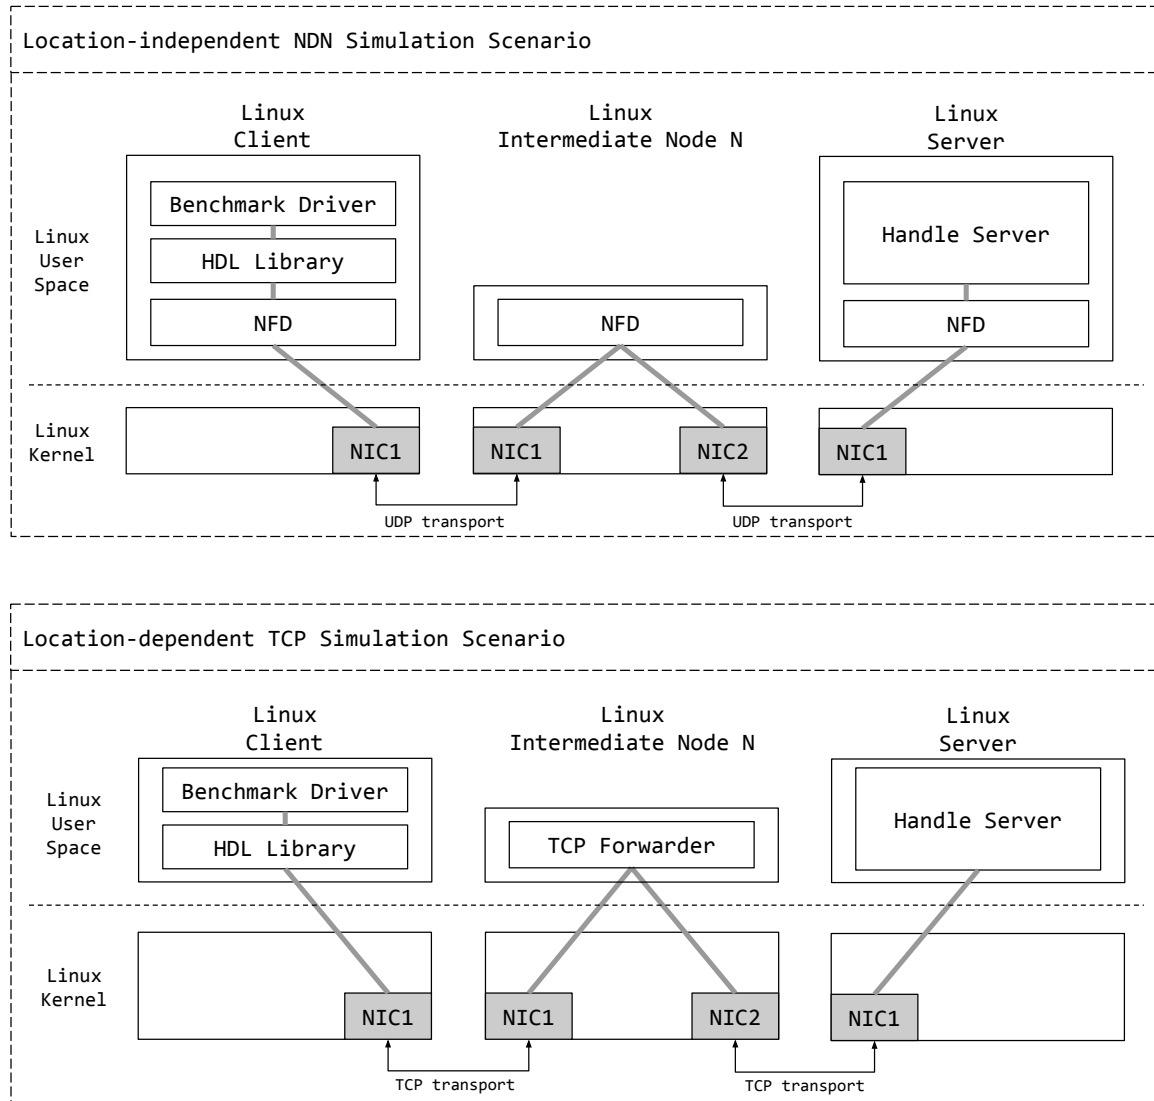 Location-independent NDN Simulation Scenario
Linux
Client
Linux
Intermediate Node N
Linux
Server
Linux
User
Space
Benchmark Driver
HDL Library
NFD
NFD
Handle Server
NFD
Linux
Kernel
NIC1
NIC1
NIC2
NIC1
UDP transport
UDP transport
Location-dependent TCP Simulation Scenario
Linux
Client
Linux
Intermediate Node N
Linux
Server
Linux
User
Space
Benchmark Driver
HDL Library
TCP Forwarder
Handle Server
Linux
Kernel
NIC1
NIC1
NIC2
NIC1
TCP transport
TCP transport